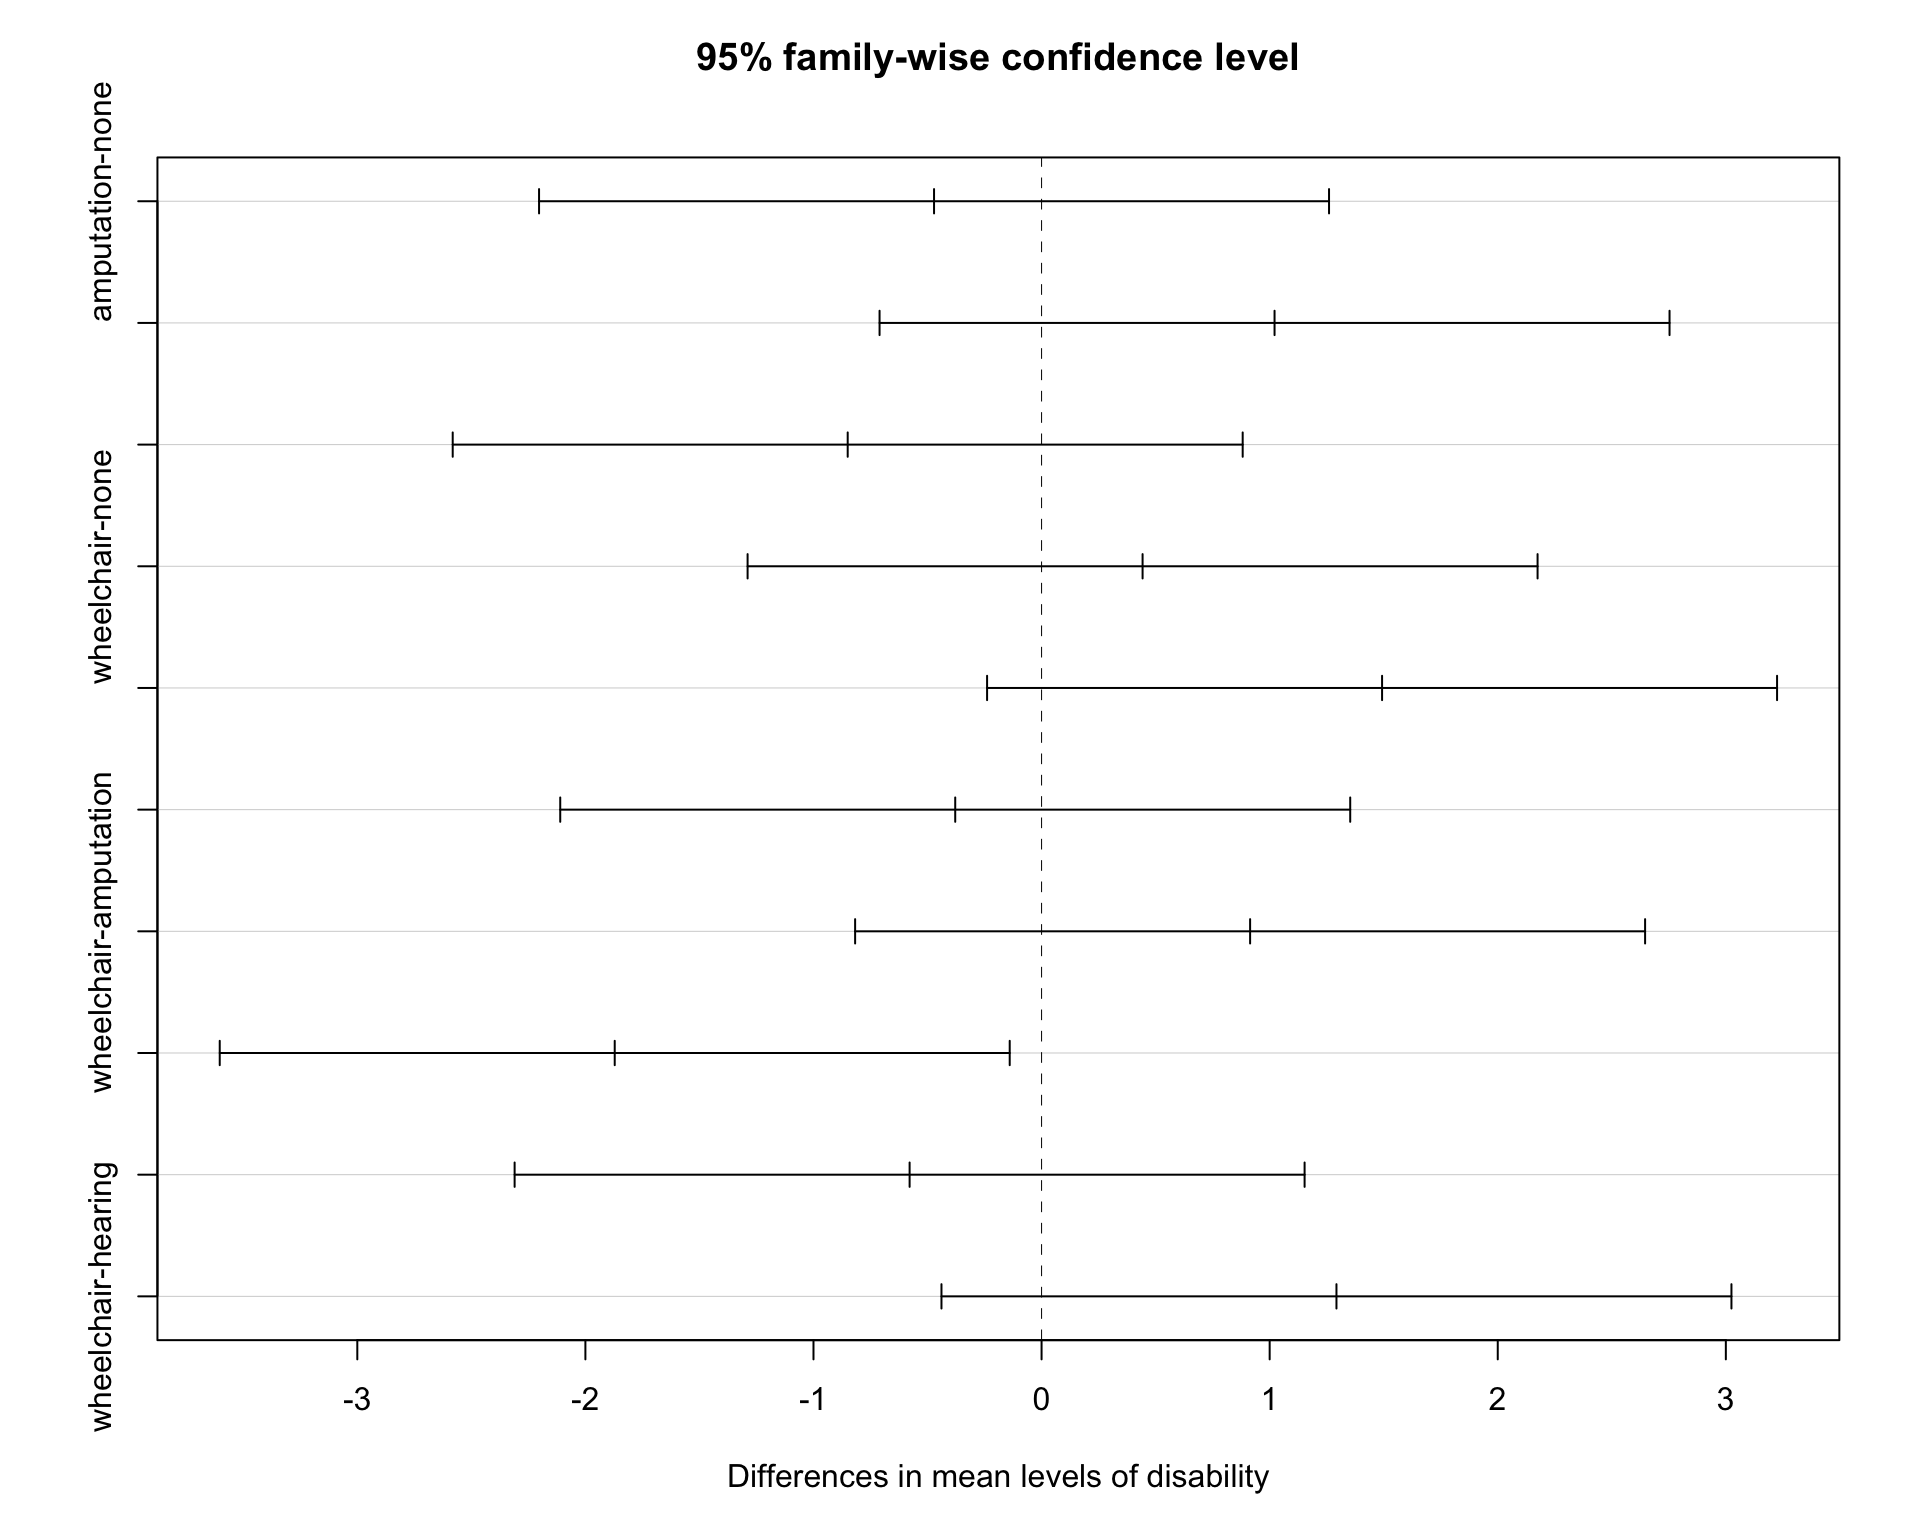 95% family-wise confidence level
amputation-none
wheelchair-none
wheelchair-amputation
wheelchair-hearing
-3 -2 -1 0 1 2 3
Differences in mean levels of disability